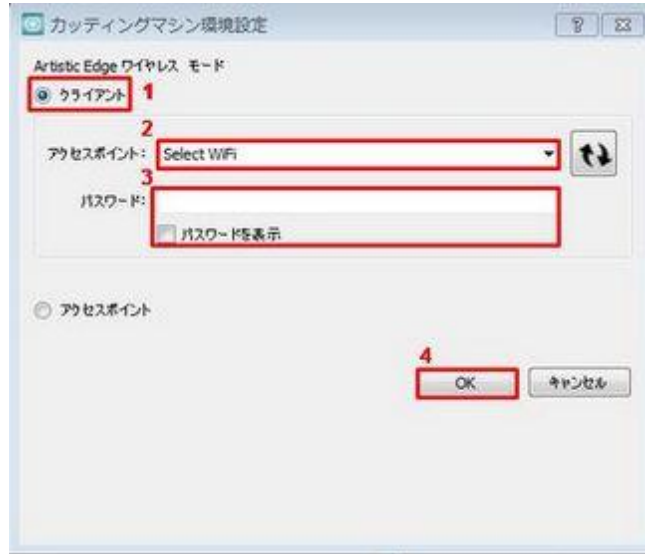 カッティングマシン環境設定
Artistic Edge ワイヤレス モード
クライアント 1
2
アクセスポイント: Select WiFi
3
パスワード:
パスワードを表示
アクセスポイント
4
OK キャンセル